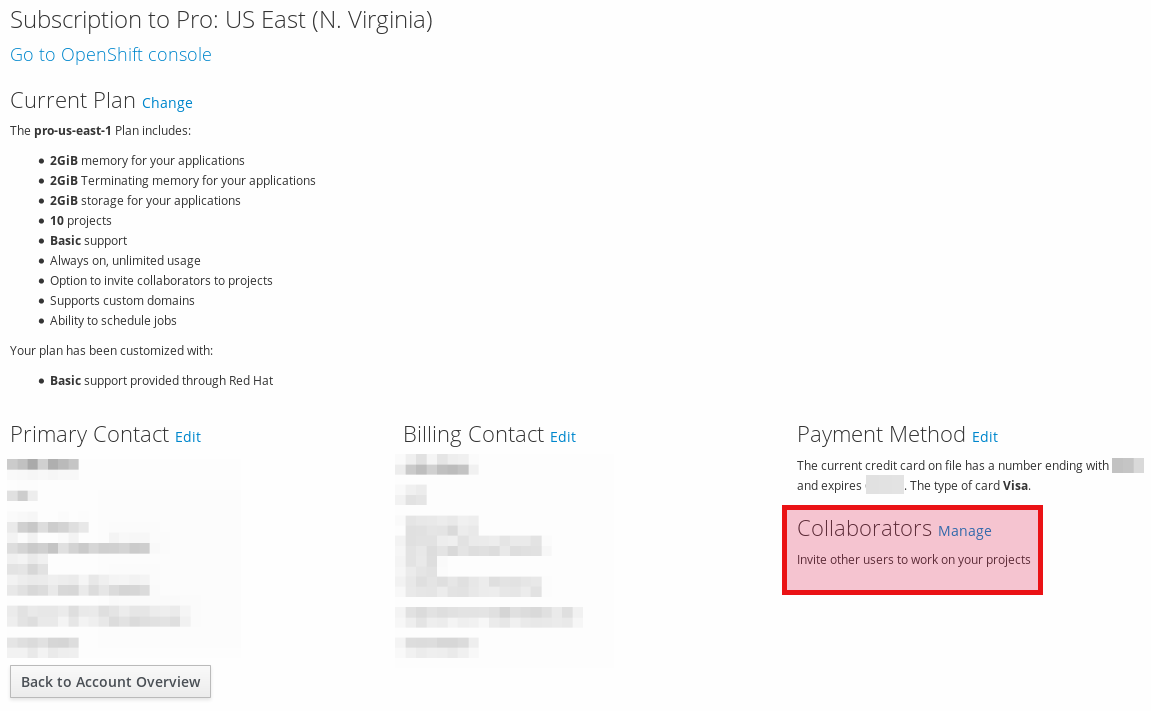 Subscription to Pro: US East (N. Virginia)
Go to OpenShift console
Current Plan Change
The pro-us-east-1 Plan includes:
2GiB memory for your applications
2GiB Terminating memory for your applications
2GiB storage for your applications
10 projects
Basic support
Always on, unlimited usage
Option to invite collaborators to projects
Supports custom domains
Ability to schedule jobs
Your plan has been customized with:
Basic support provided through Red Hat
Primary Contact Edit
Billing Contact Edit
Payment Method Edit
The current credit card on file has a number ending with
and expires . The type of card Visa.
Collaborators Manage
Invite other users to work on your projects
Back to Account Overview